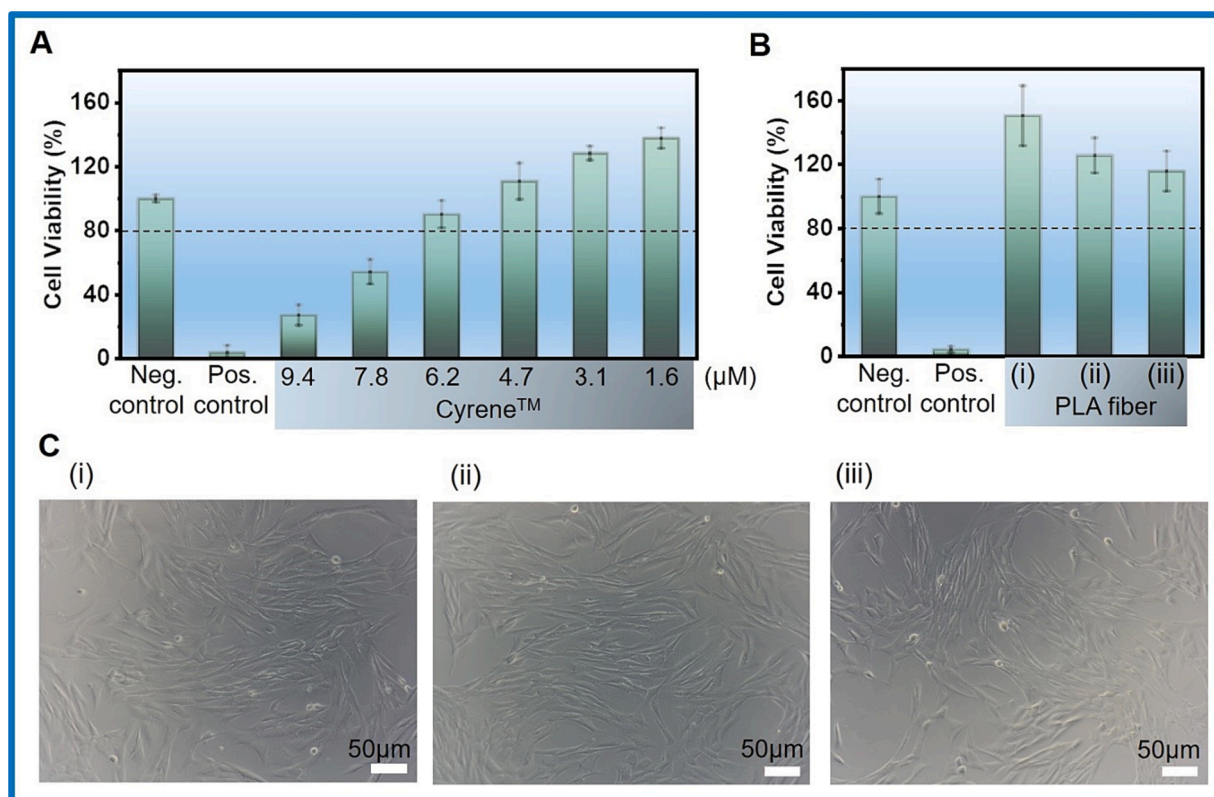 A
Cell Viability (%)
160
120
80
40
0
Neg. control
Pos. control
9.4 7.8 6.2 4.7 3.1 1.6 (μM)
Cyrene™
B
Cell Viability (%)
160
120
80
40
0
Neg. control
Pos. control
(i) (ii) (iii)
PLA fiber
C
(i) (ii) (iii)
50μm 50μm 50μm